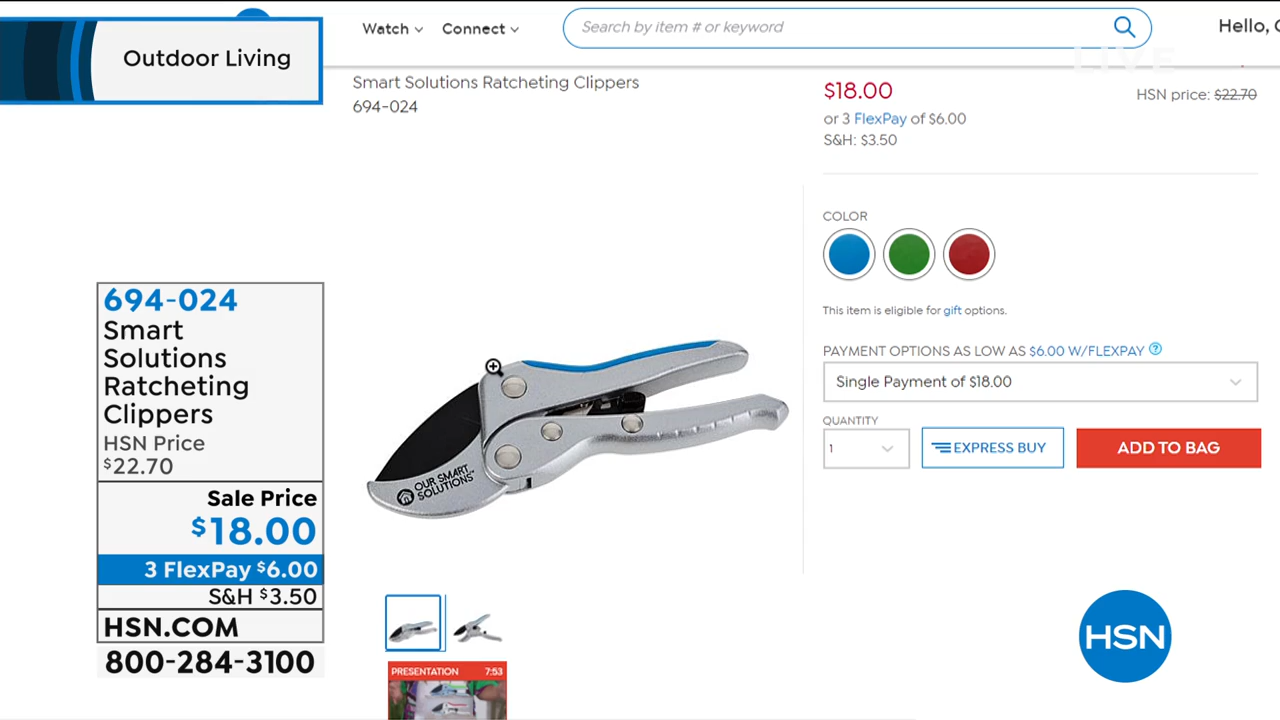 Outdoor Living
Watch
Connect
Search by item # or keyword
Hello,
LIVE
Smart Solutions Ratcheting Clippers
694-024
$18.00
HSN price: $22.70
or 3 FlexPay of $6.00
S&H: $3.50
COLOR
This item is eligible for gift options.
PAYMENT OPTIONS AS LOW AS $6.00 W/FLEXPAY ?
Single Payment of $18.00
QUANTITY
1
EXPRESS BUY
ADD TO BAG
OUR SMART
SOLUTIONS™
694-024
Smart
Solutions
Ratcheting
Clippers
HSN Price
$22.70
Sale Price
$18.00
3 FlexPay $6.00
S&H $3.50
HSN.COM
800-284-3100
PRESENTATION 7:53
HSN